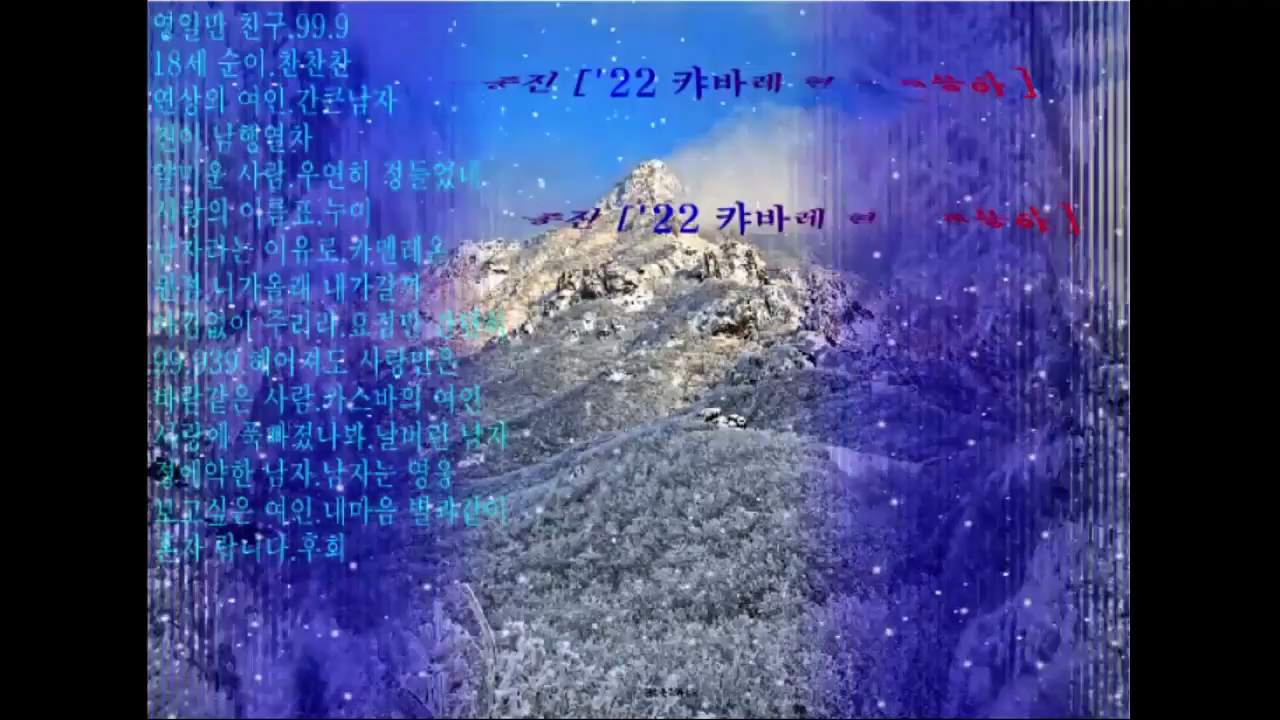 영일만 친구.99.9
18세 순이.찬찬찬
연상의 여인.간큰남자
진이.남행열차
얄미운 사람.우연히 정들었네
사랑의 이름표.누이
남자라는 이유로.카멘레온
원점.니가올래 내가갈까
아낌없이 주리라.요점만 간단히
99.939.헤어져도 사랑만은
바람같은 사람.카스바의 여인
사랑에 푹빠졌나봐.날버린 남자
정에약한 남자.남자는 영웅
보고싶은 여인.내마음 별과같이
혼자 랍니다.후회
['22 캬바레
['22 캬바레